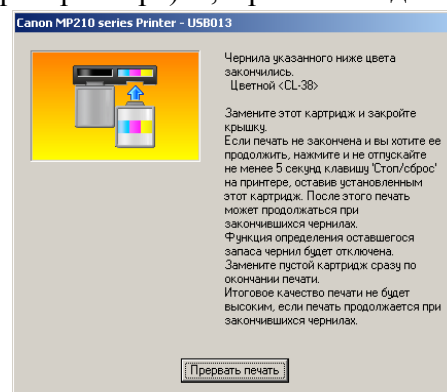 Canon MP210 series Printer - USB013
Чернила указанного ниже цвета
закончились.
Цветной <CL-38>
Замените этот картридж и закройте
крышку.
Если печать не закончена и вы хотите ее
продолжить, нажмите и не отпускайте
не менее 5 секунд клавишу 'Стоп/сброс'
на принтере, оставив установленным
этот картридж. После этого печать
может продолжаться при
закончившихся чернилах.
Функция определения оставшегося
запаса чернил будет отключена.
Замените пустой картридж сразу по
окончании печати.
Итоговое качество печати не будет
высоким, если печать продолжается при
закончившихся чернилах.
Прервать печать